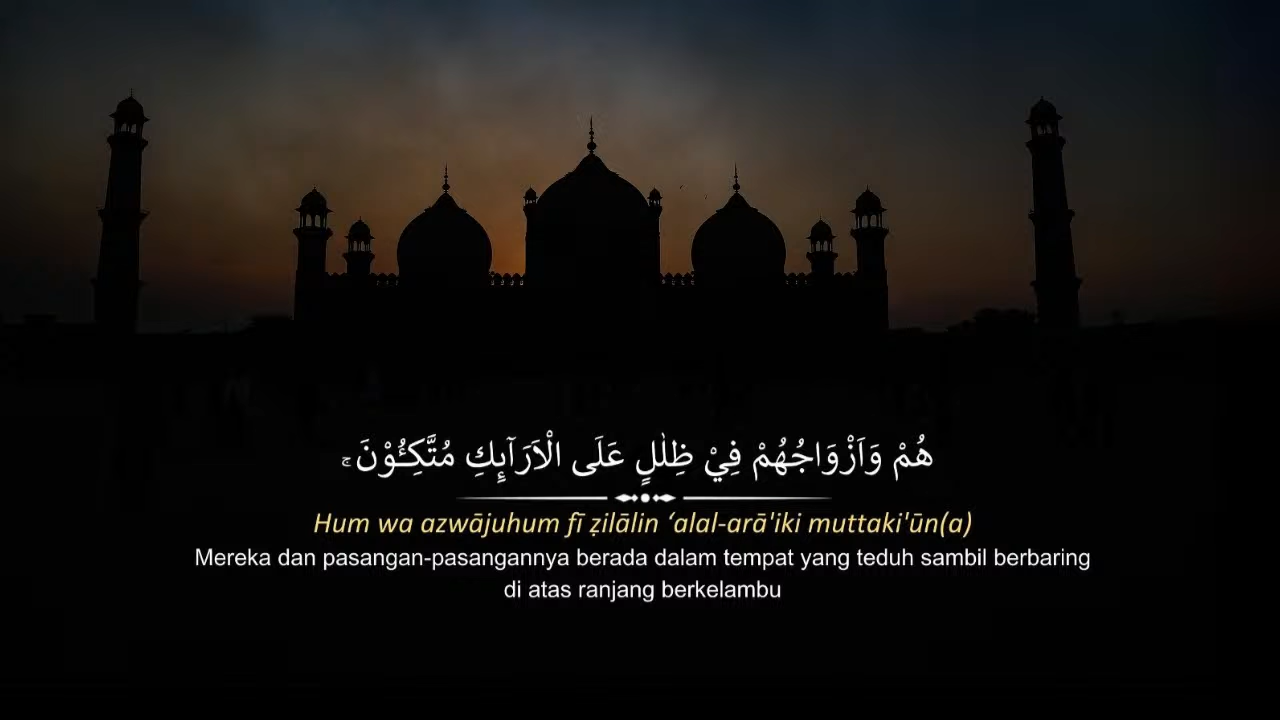 هُمْ وَاَزْوَاجُهُمْ فِيْ ظِلٰلٍ عَلَى الْاَرَاۤىِٕكِ مُتَّكِـُٔوْنَ ۚ
Hum wa azwājuhum fī ẓilālin ‘alal-arā'iki muttaki'ūn(a)
Mereka dan pasangan-pasangannya berada dalam tempat yang teduh sambil berbaring
di atas ranjang berkelambu